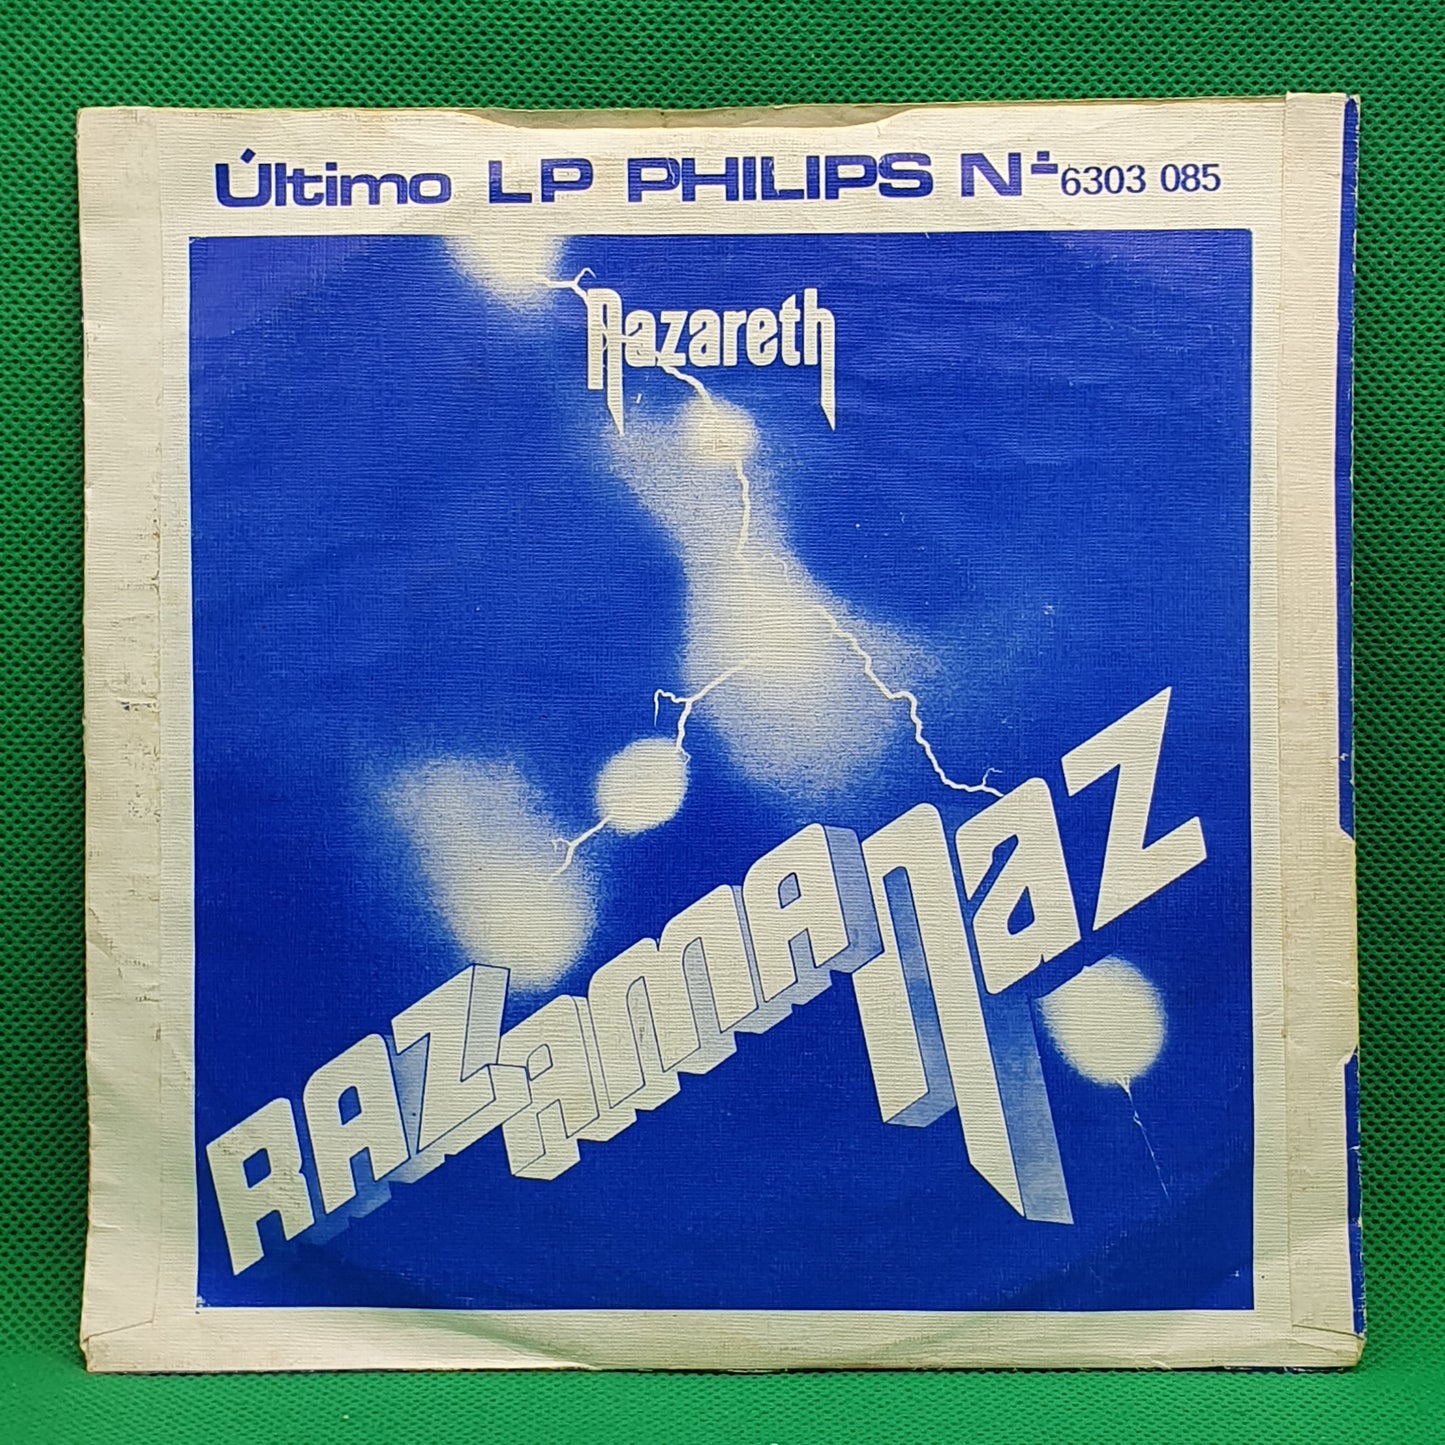 Último LP PHILIPS Nº 6303 085
nazareth
RAZAMANAZ